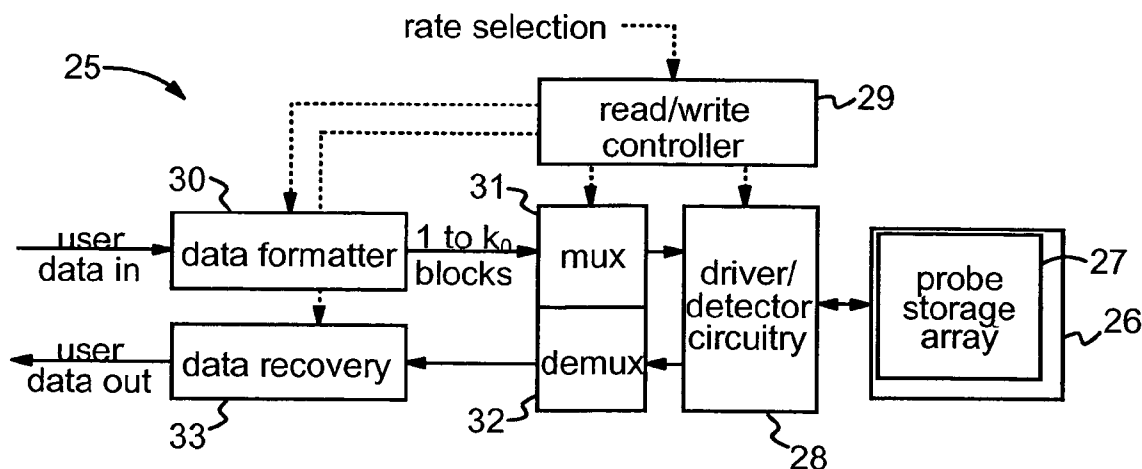 rate selection
25
read/write
controller
29
30
31
user
data in
data formatter
1 to k₀
blocks
mux
driver/
detector
circuitry
probe
storage
array
27
26
user
data out
data recovery
demux
33
32
28